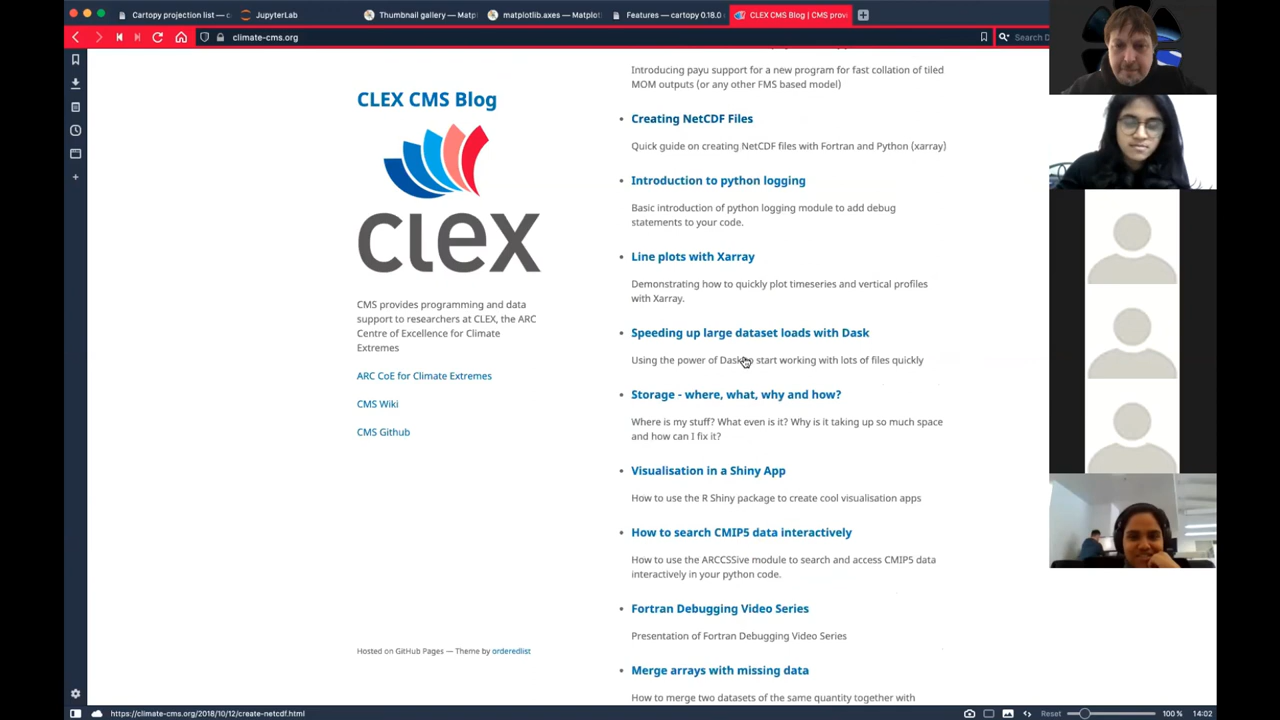 Cartopy projection list — c
JupyterLab
Thumbnail gallery — Matp
matplotlib.axes — Matplotl
Features — cartopy 0.18.0
CLEX CMS Blog | CMS prov
climate-cms.org
Search D
CLEX CMS Blog
clex
CMS provides programming and data
support to researchers at CLEX, the ARC
Centre of Excellence for Climate
Extremes
ARC CoE for Climate Extremes
CMS Wiki
CMS Github
Hosted on GitHub Pages — Theme by orderedlist
Introducing payu support for a new program for fast collation of tiled
MOM outputs (or any other FMS based model)
Creating NetCDF Files
Quick guide on creating NetCDF files with Fortran and Python (xarray)
Introduction to python logging
Basic introduction of python logging module to add debug
statements to your code.
Line plots with Xarray
Demonstrating how to quickly plot timeseries and vertical profiles
with Xarray.
Speeding up large dataset loads with Dask
Using the power of Dask to start working with lots of files quickly
Storage - where, what, why and how?
Where is my stuff? What even is it? Why is it taking up so much space
and how can I fix it?
Visualisation in a Shiny App
How to use the R Shiny package to create cool visualisation apps
How to search CMIP5 data interactively
How to use the ARCCSSive module to search and access CMIP5 data
interactively in your python code.
Fortran Debugging Video Series
Presentation of Fortran Debugging Video Series
Merge arrays with missing data
How to merge two datasets of the same quantity together with
https://climate-cms.org/2018/10/12/create-netcdf.html
Reset
100 %
14:02